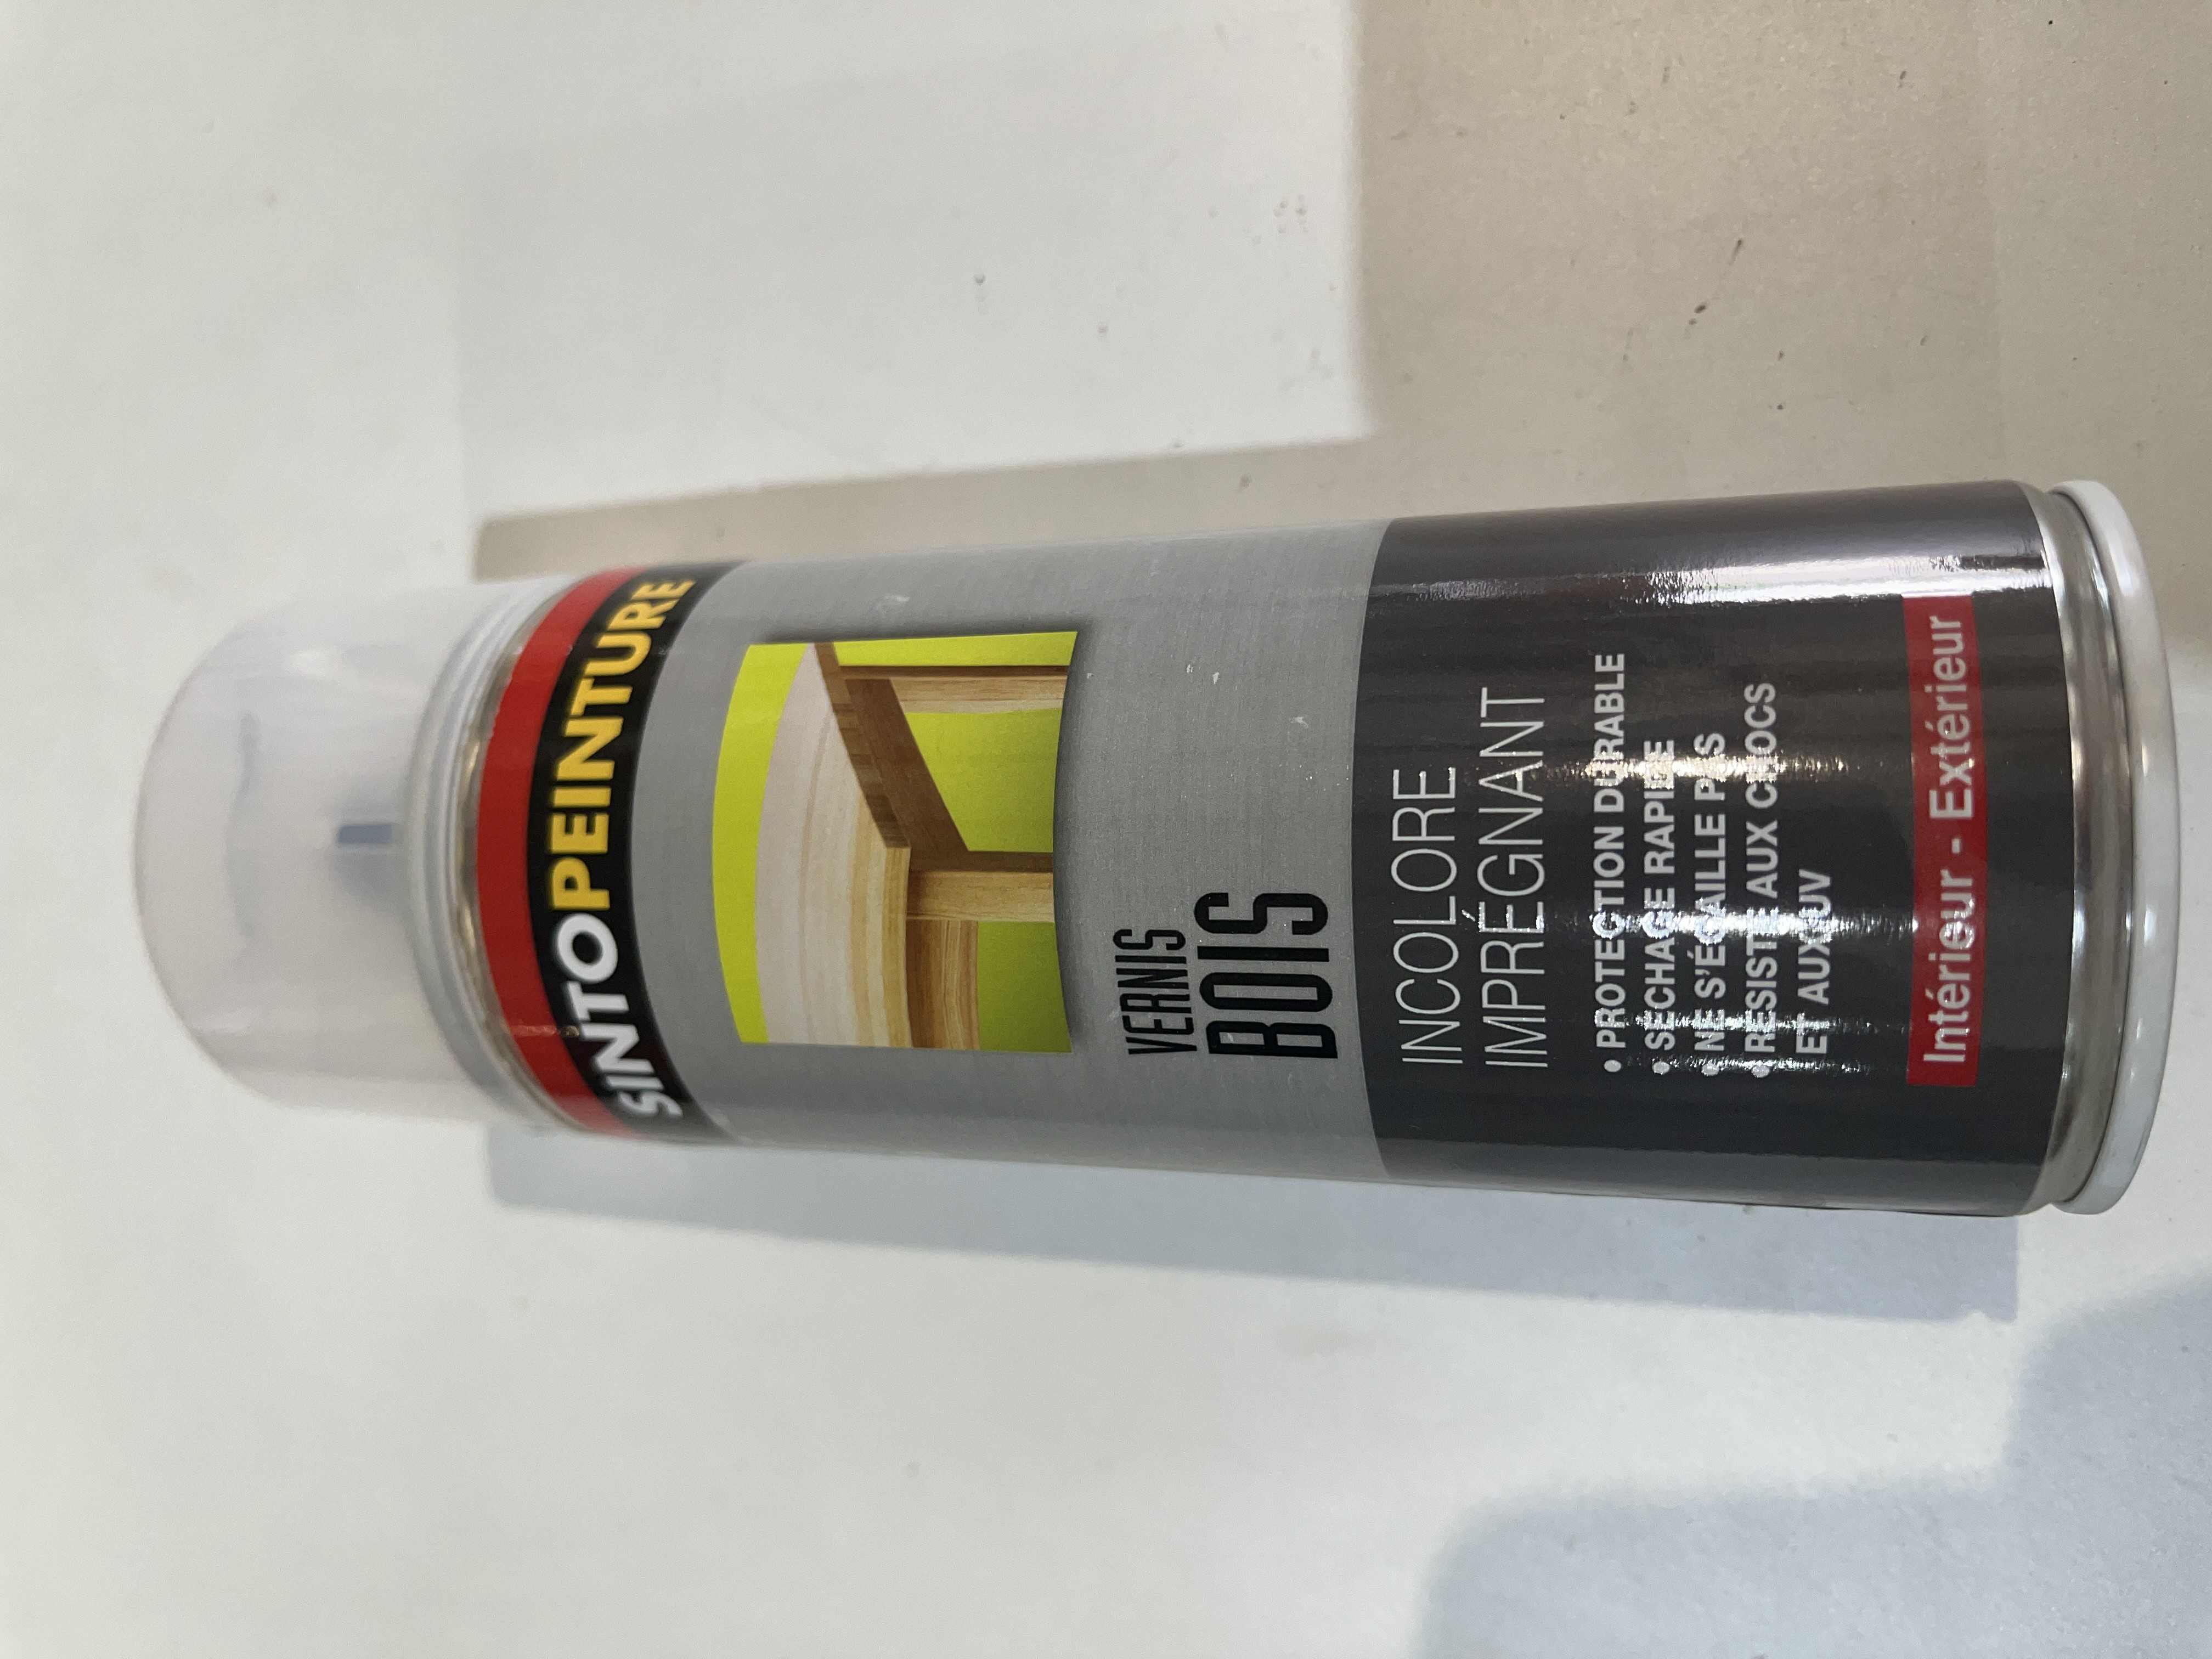 SINTOPEINTURE
VERNIS
BOIS
INCOLORE
IMPRÉGNANT
• PROTECTION DURABLE
• SÉCHAGE RAPIDE
• NE S'ÉCAILLE PAS
• RÉSISTE AUX CHOCS
ET AUX UV
Intérieur - Extérieur